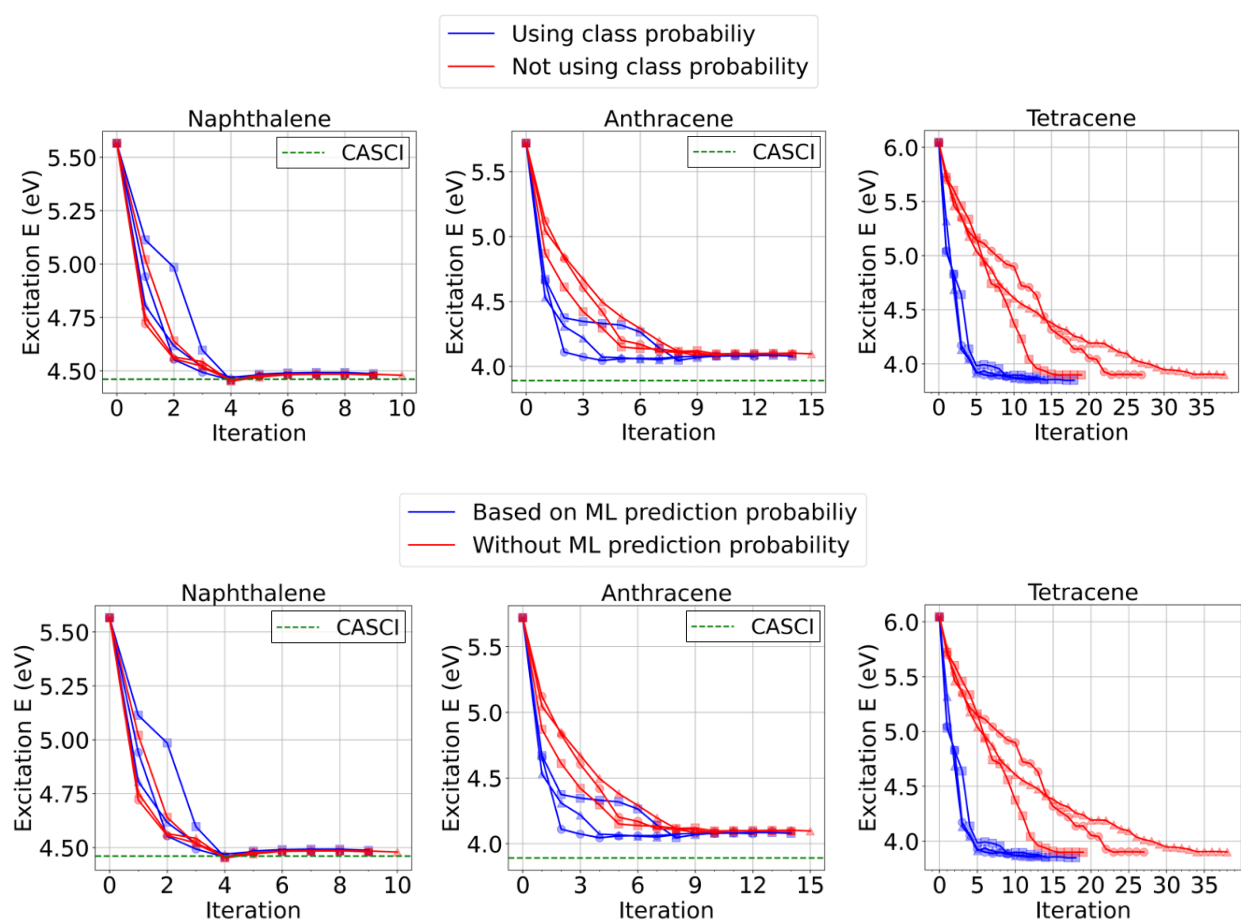 Using class probabiliy
Not using class probability
Naphthalene
Anthracene
Tetracene
CASCI
CASCI
Excitation E (eV)
5.50
5.25
5.00
4.75
4.50
0 2 4 6 8 10
Iteration
Excitation E (eV)
5.5
5.0
4.5
4.0
0 3 6 9 12 15
Iteration
Excitation E (eV)
6.0
5.5
5.0
4.5
4.0
0 5 10 15 20 25 30 35
Iteration
Based on ML prediction probabiliy
Without ML prediction probability
Naphthalene
Anthracene
Tetracene
CASCI
CASCI
Excitation E (eV)
5.50
5.25
5.00
4.75
4.50
0 2 4 6 8 10
Iteration
Excitation E (eV)
5.5
5.0
4.5
4.0
0 3 6 9 12 15
Iteration
Excitation E (eV)
6.0
5.5
5.0
4.5
4.0
0 5 10 15 20 25 30 35
Iteration